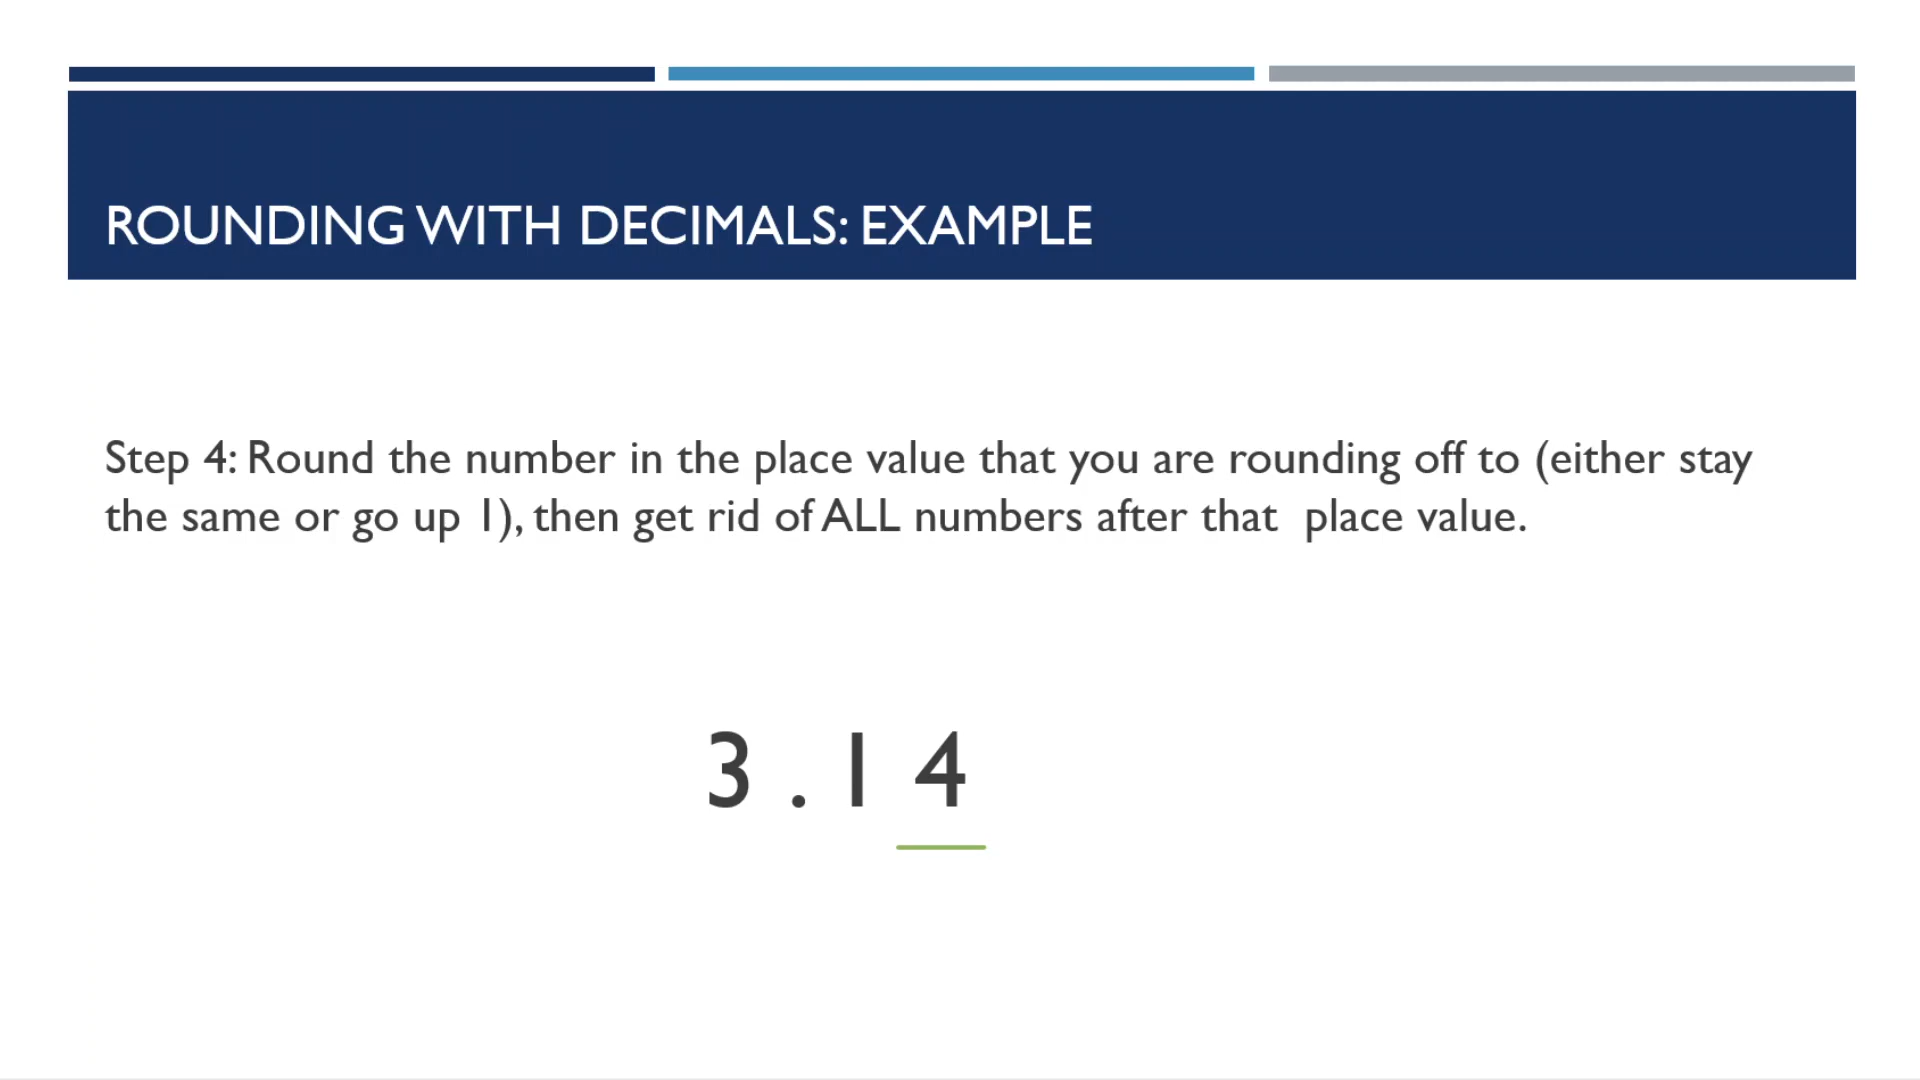 ROUNDING WITH DECIMALS: EXAMPLE
Step 4: Round the number in the place value that you are rounding off to (either stay
the same or go up 1), then get rid of ALL numbers after that place value.
3 . 1 4